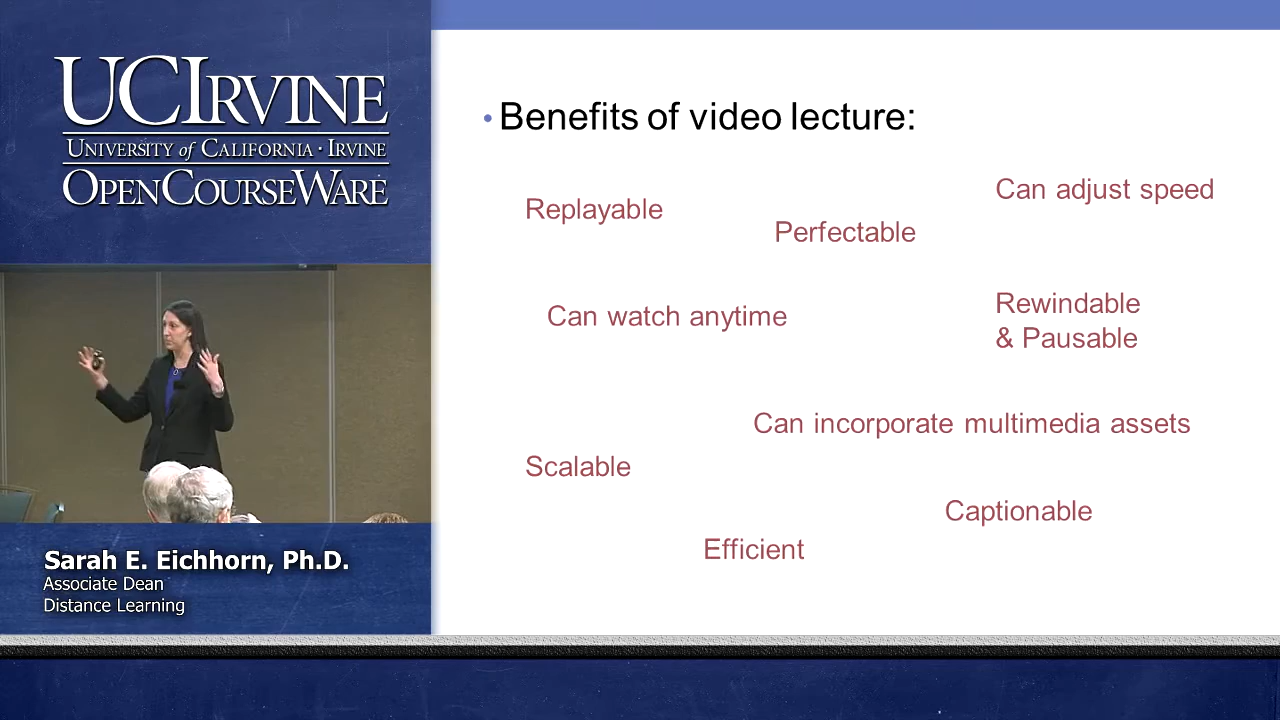 UCIRVINE
UNIVERSITY of CALIFORNIA · IRVINE
OPENCOURSEWARE
Sarah E. Eichhorn, Ph.D.
Associate Dean
Distance Learning
• Benefits of video lecture:
Can adjust speed
Replayable
Perfectable
Can watch anytime
Rewindable
& Pausable
Can incorporate multimedia assets
Scalable
Captionable
Efficient